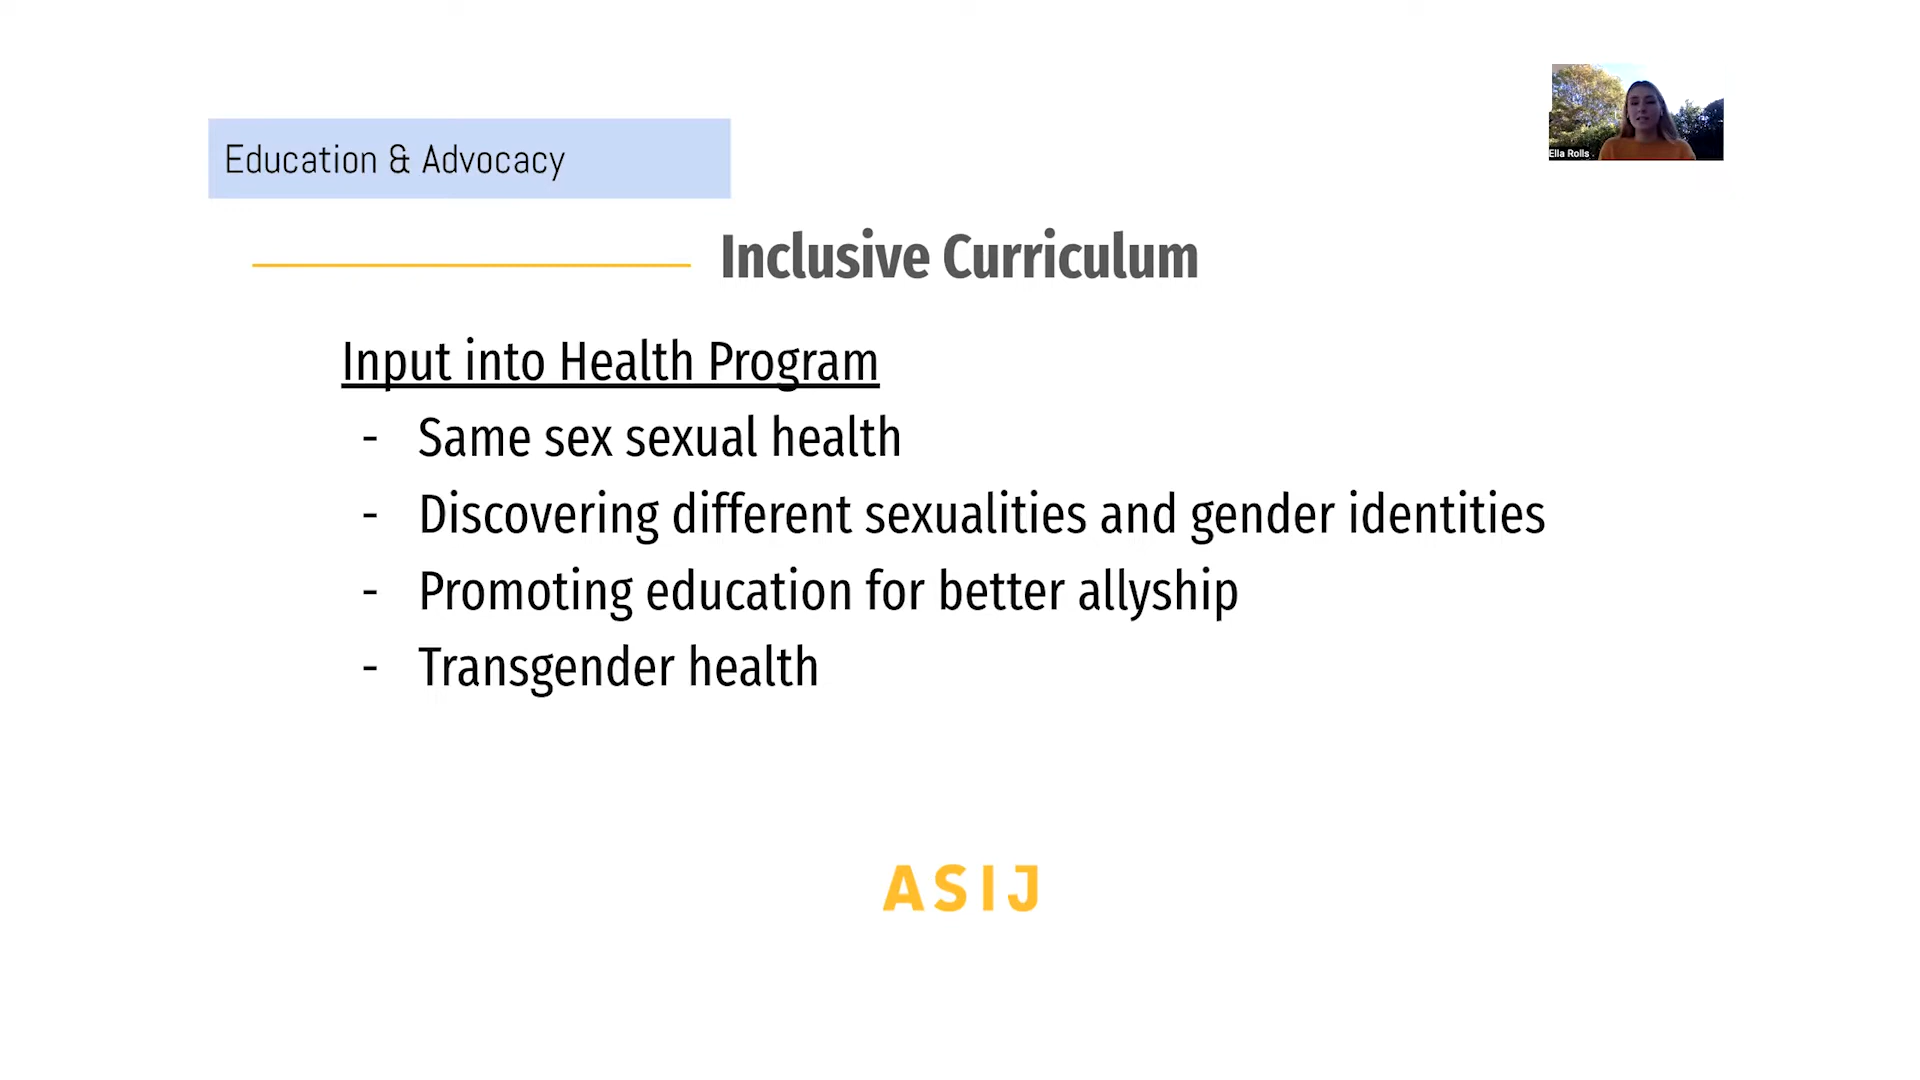 Ella Rolls
Education & Advocacy
Inclusive Curriculum
Input into Health Program
- Same sex sexual health
- Discovering different sexualities and gender identities
- Promoting education for better allyship
- Transgender health
ASIJ